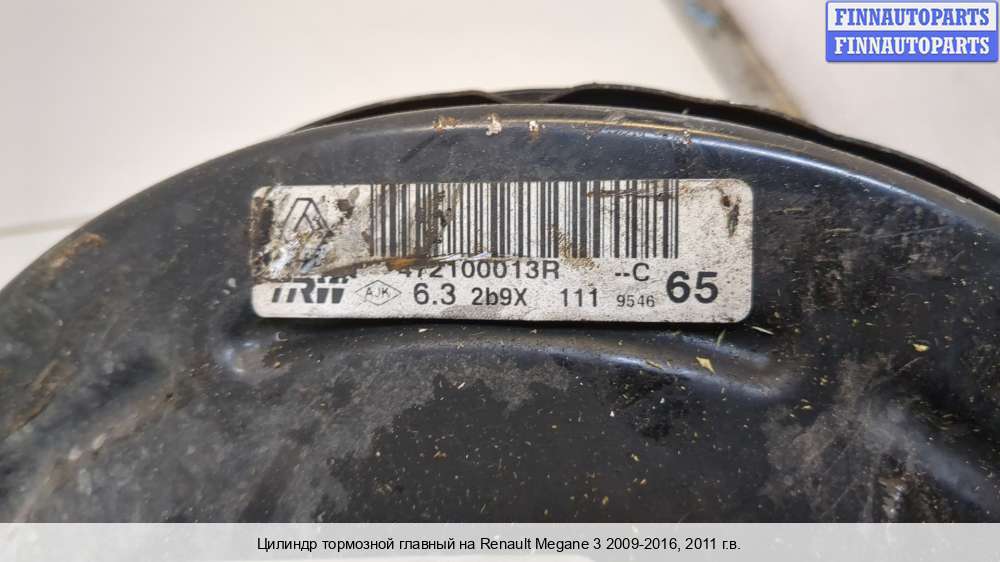 FINNAUTOPARTS
FINNAUTOPARTS
472100013R --C 65
TRW AJK 6.3 2b9X 111 9546
Цилиндр тормозной главный на Renault Megane 3 2009-2016, 2011 г.в.